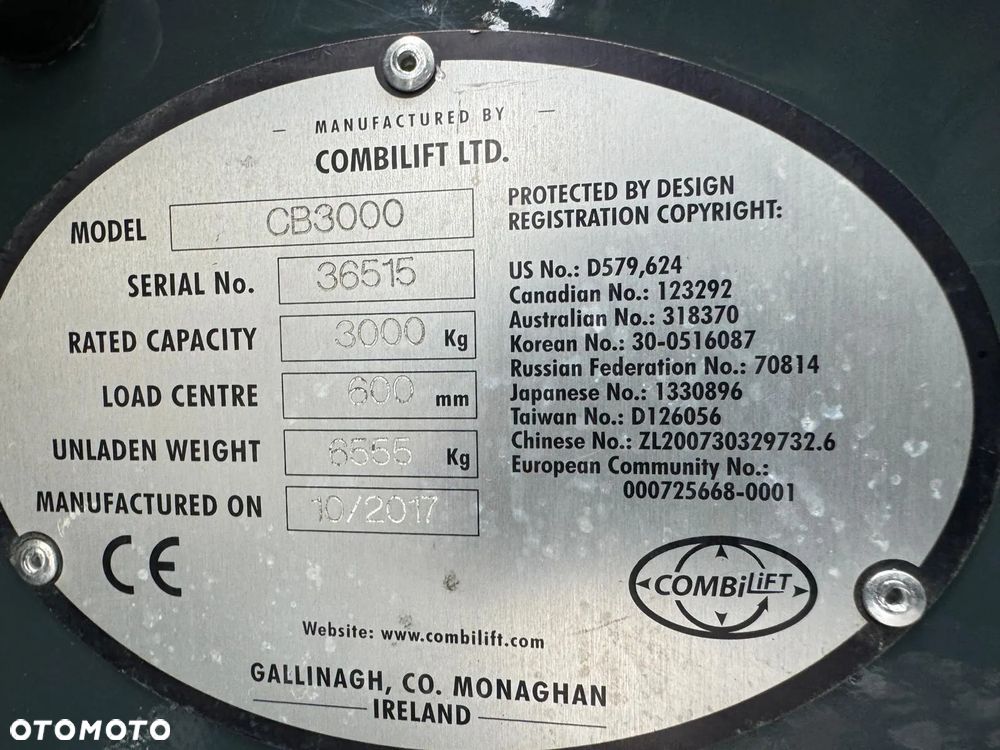 MANUFACTURED BY
COMBILIFT LTD.
MODEL CB3000
SERIAL No. 36515
RATED CAPACITY 3000 Kg
LOAD CENTRE 600 mm
UNLADEN WEIGHT 6555 Kg
MANUFACTURED ON 10/2017
CE
PROTECTED BY DESIGN
REGISTRATION COPYRIGHT:
US No.: D579,624
Canadian No.: 123292
Australian No.: 318370
Korean No.: 30-0516087
Russian Federation No.: 70814
Japanese No.: 1330896
Taiwan No.: D126056
Chinese No.: ZL200730329732.6
European Community No.:
000725668-0001
COMBiLiFT
Website: www.combilift.com
GALLINAGH, CO. MONAGHAN
IRELAND
OTOMOTO